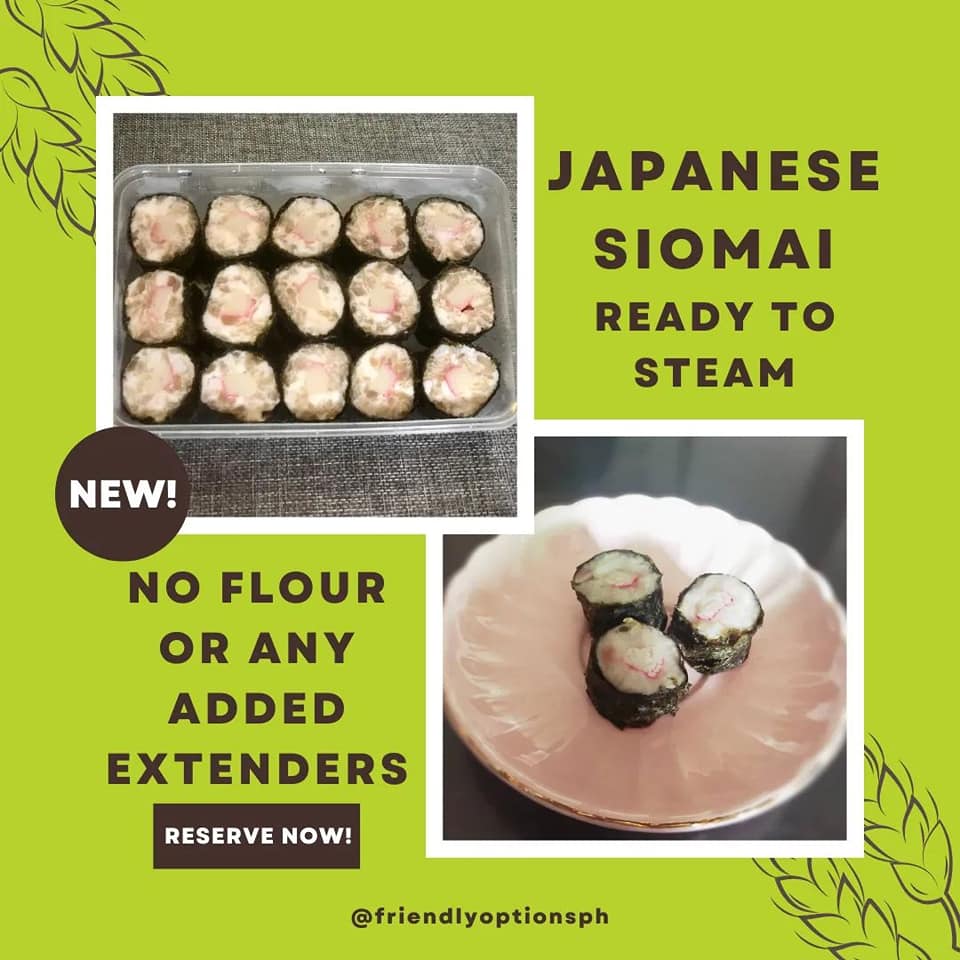 JAPANESE
SIOMAI
READY TO
STEAM
NEW!
NO FLOUR
OR ANY
ADDED
EXTENDERS
RESERVE NOW!
@friendlyoptionsph